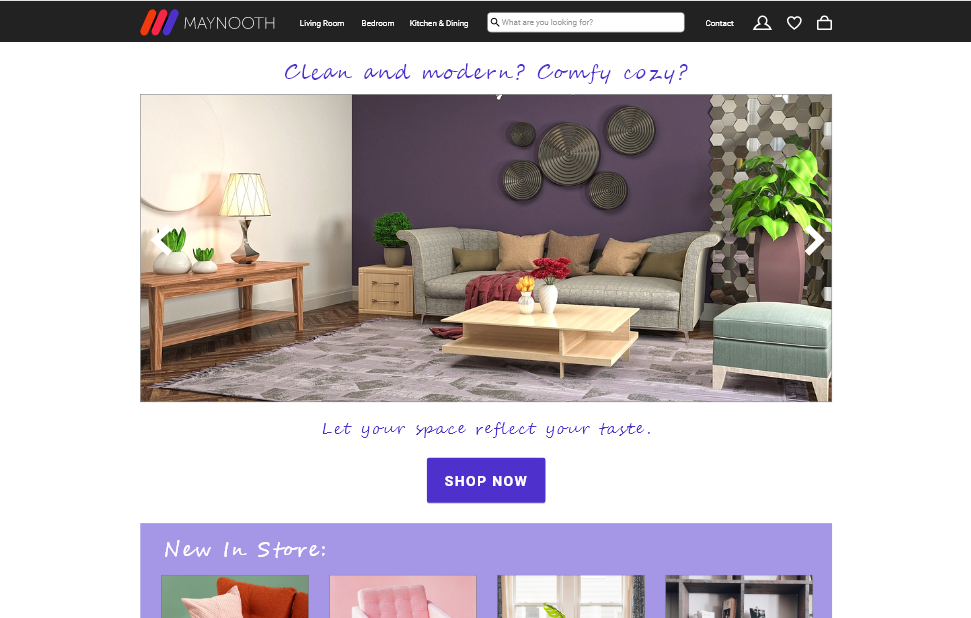 MAYNOOTH Living Room Bedroom Kitchen & Dining What are you looking for? Contact
Clean and modern? Comfy cozy?
Let your space reflect your taste.
SHOP NOW
New In Store: